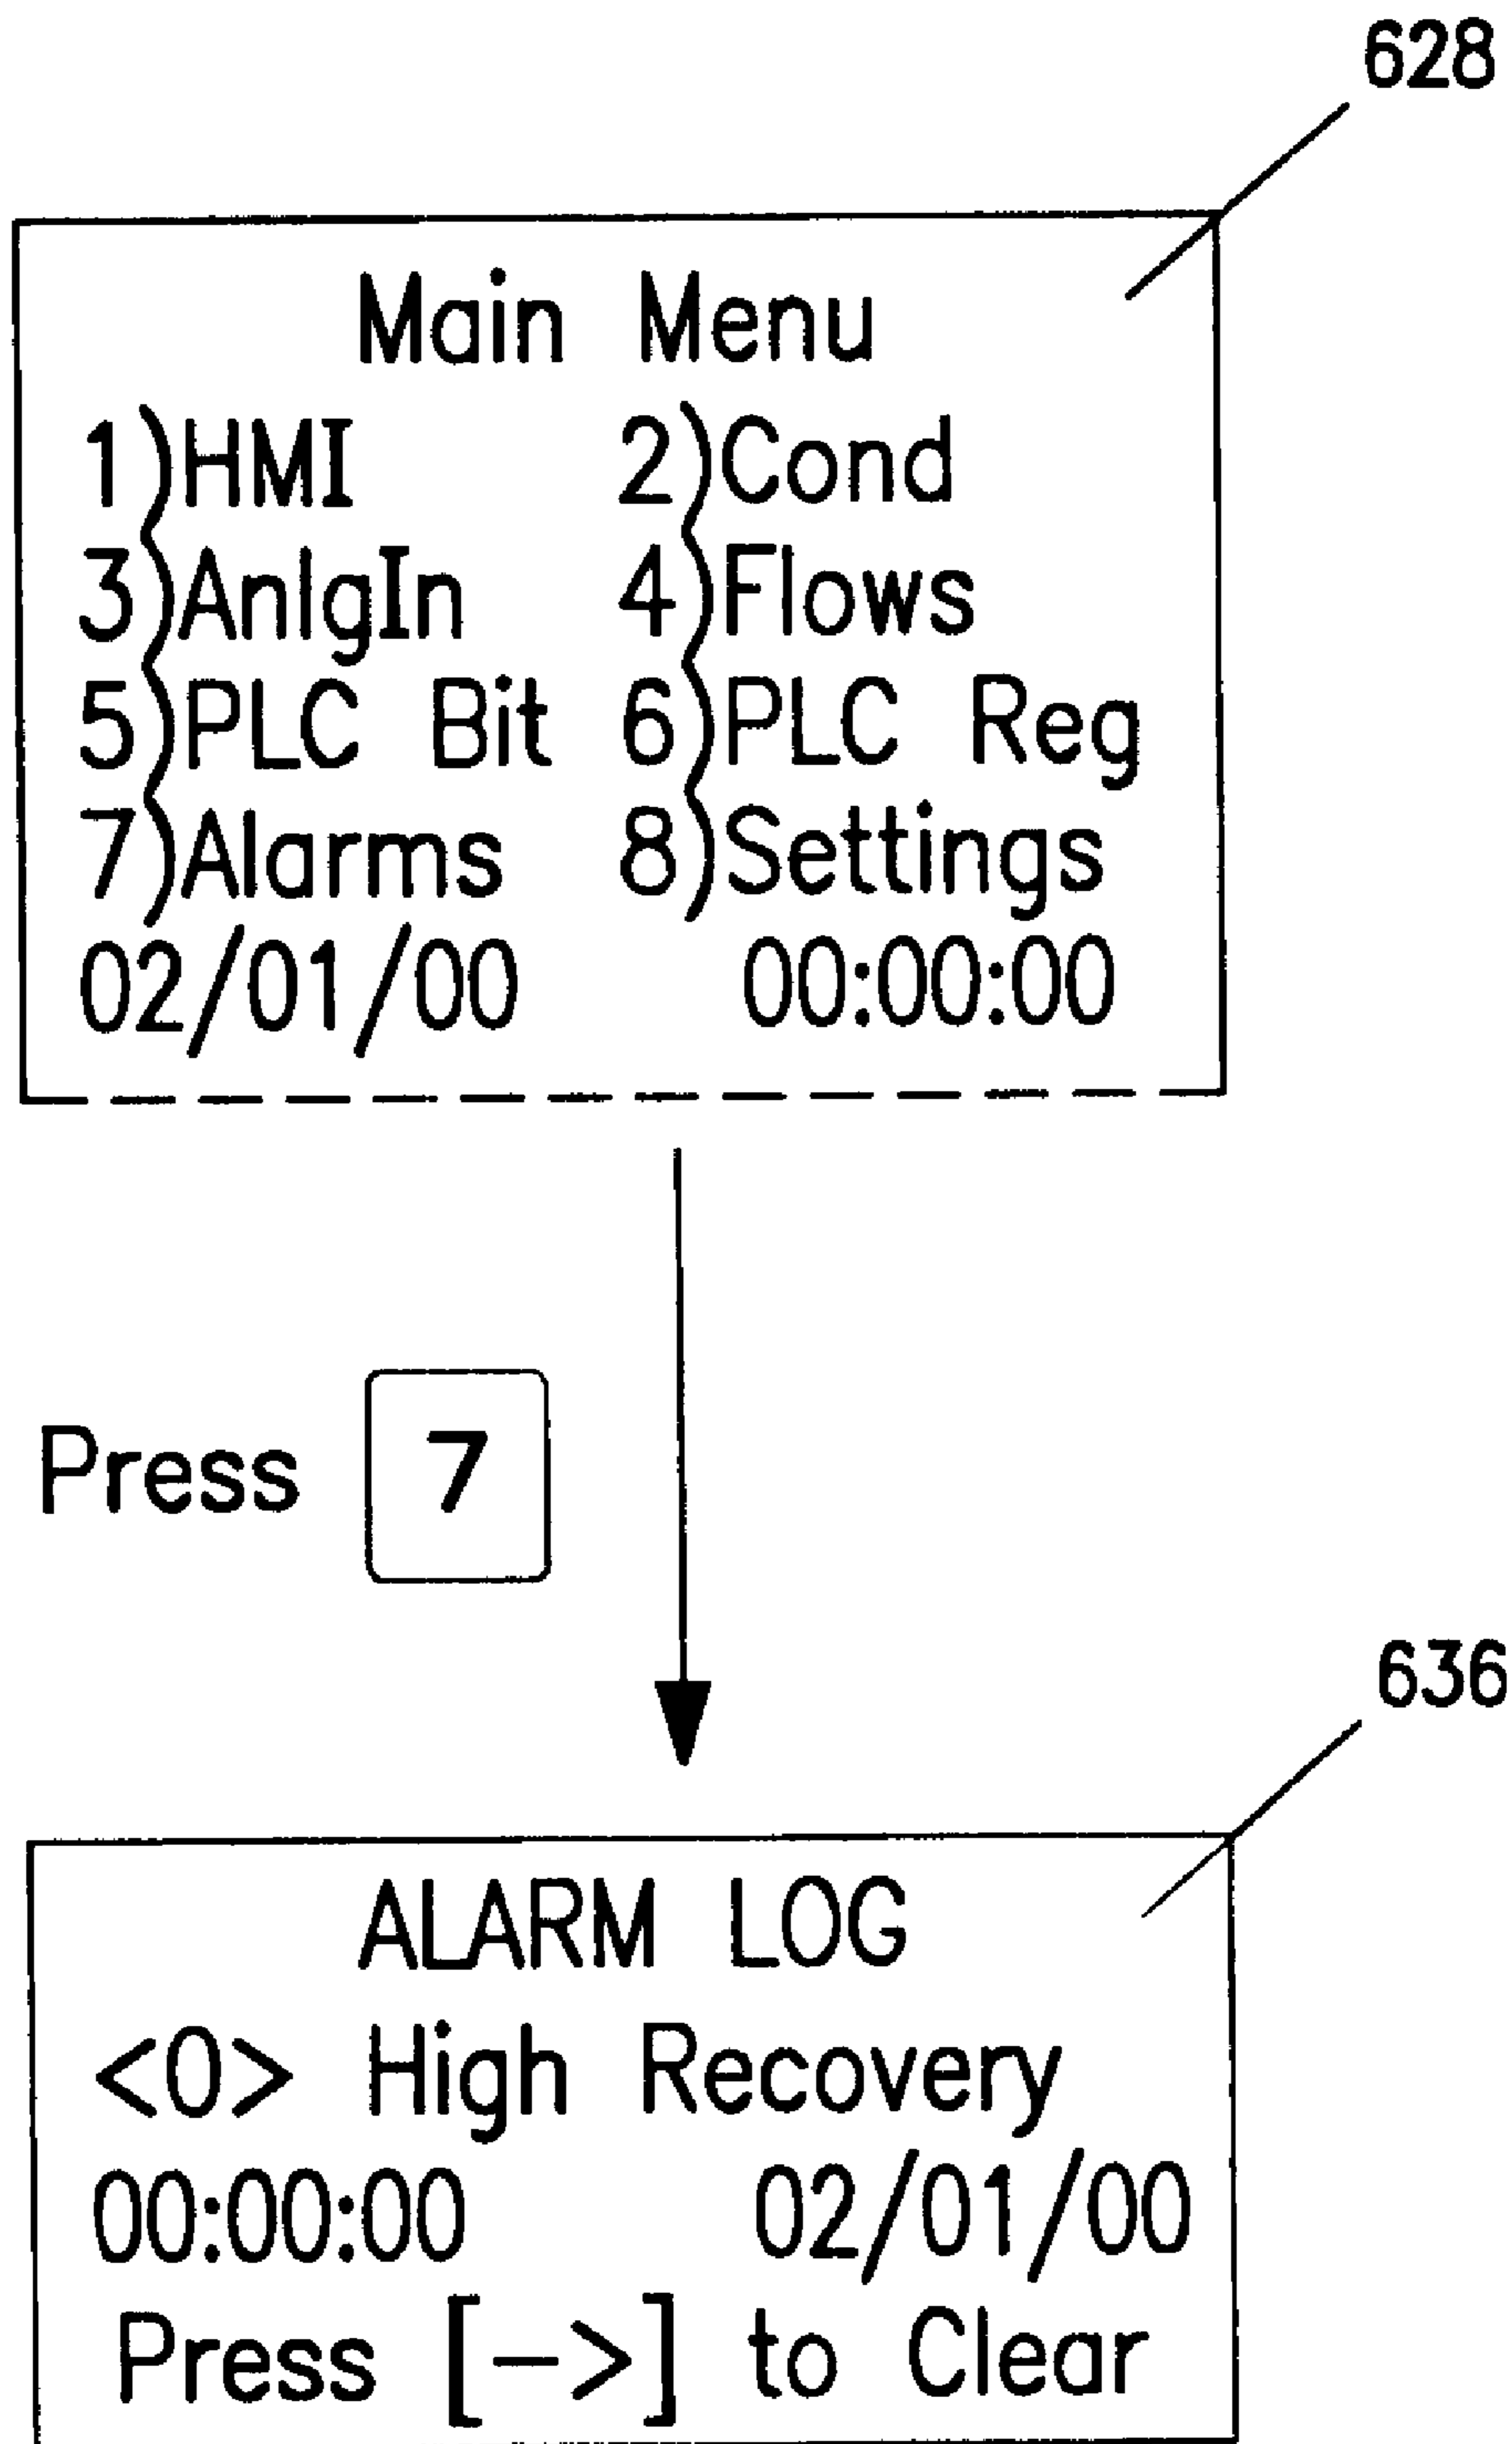 628
Main Menu
1)HMI 2)Cond
3)AnlgIn 4)Flows
5)PLC Bit 6)PLC Reg
7)Alarms 8)Settings
02/01/00 00:00:00
Press 7
636
ALARM LOG
<0> High Recovery
00:00:00 02/01/00
Press [->] to Clear